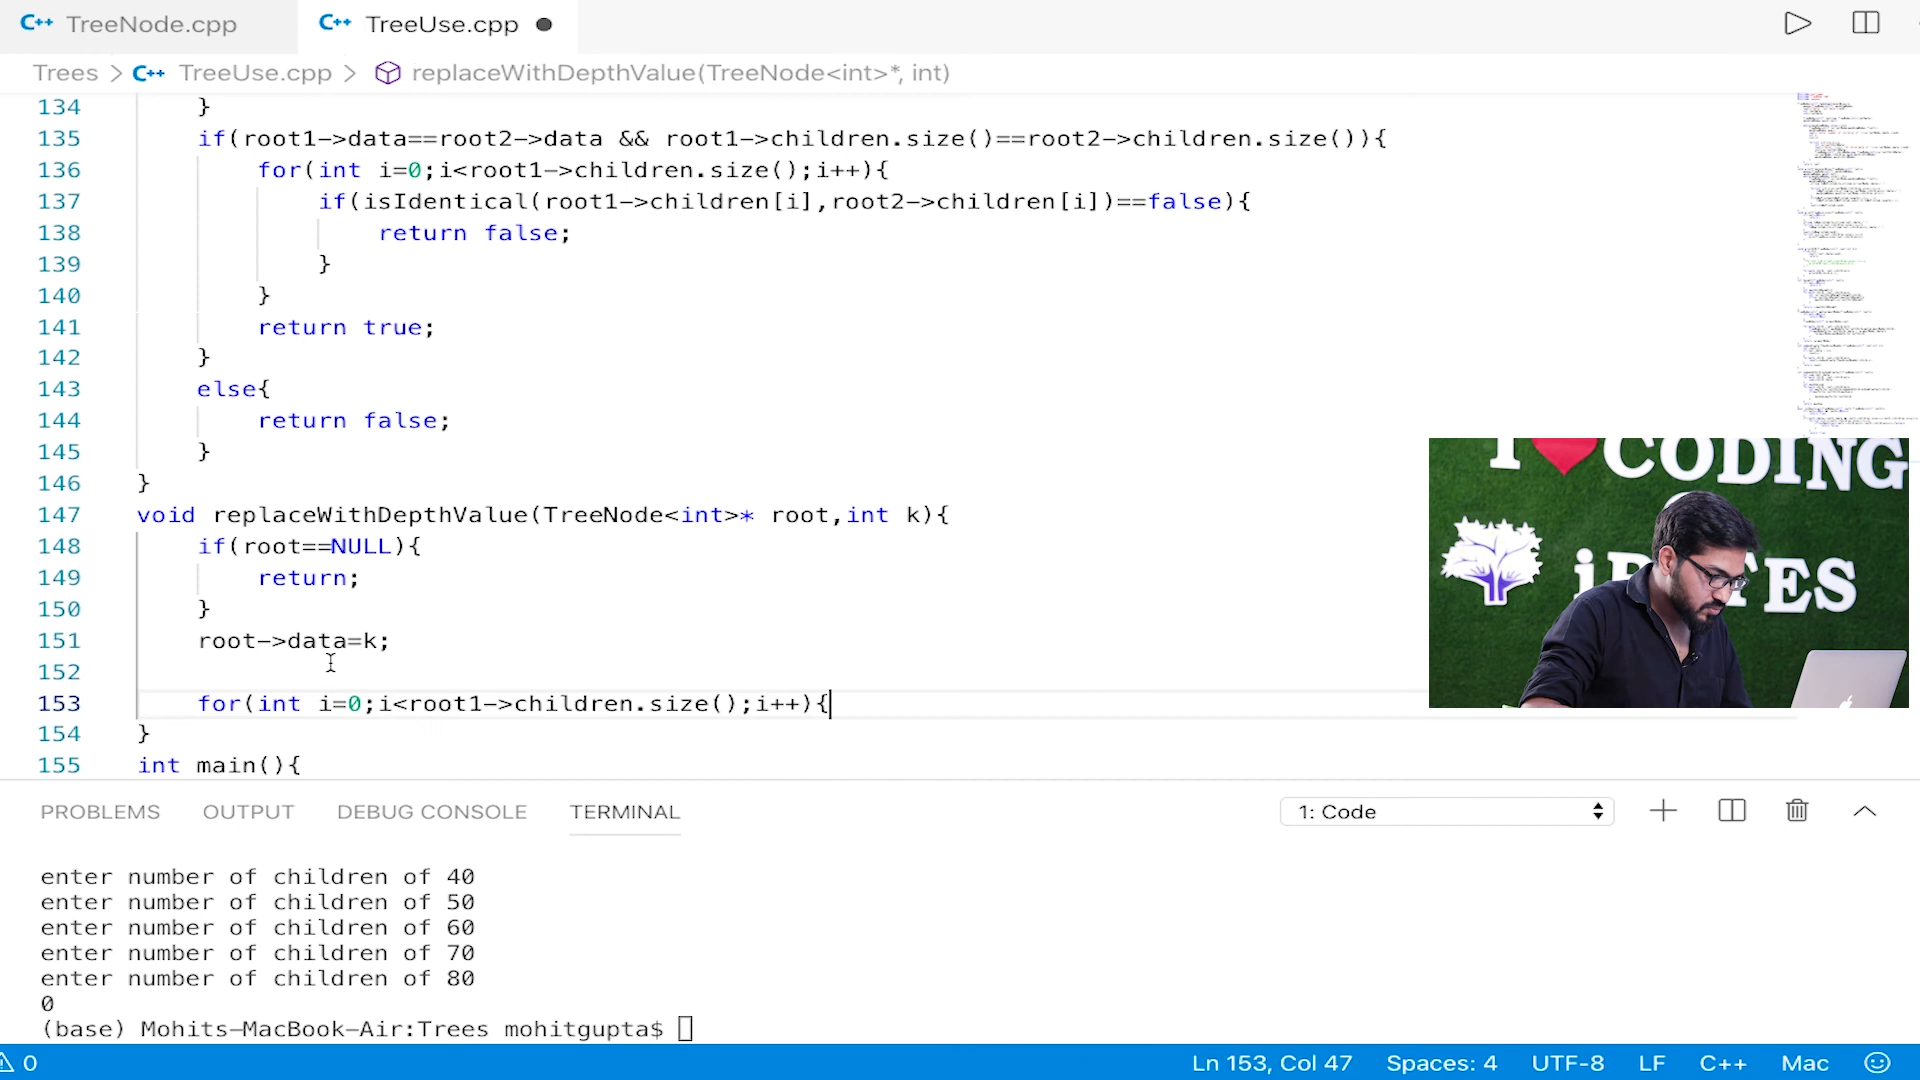 C++ TreeNode.cpp
C++ TreeUse.cpp
Trees > C++ TreeUse.cpp > replaceWithDepthValue(TreeNode<int>*, int)
134 }
135 if(root1->data==root2->data && root1->children.size()==root2->children.size()){
136 for(int i=0;i<root1->children.size();i++){
137 if(isIdentical(root1->children[i],root2->children[i])==false){
138 return false;
139 }
140 }
141 return true;
142 }
143 else{
144 return false;
145 }
146 }
147 void replaceWithDepthValue(TreeNode<int>* root,int k){
148 if(root==NULL){
149 return;
150 }
151 root->data=k;
152
153 for(int i=0;i<root1->children.size();i++){
154 }
155 int main(){
I ❤ CODING
PROBLEMS OUTPUT DEBUG CONSOLE TERMINAL
1: Code
enter number of children of 40
enter number of children of 50
enter number of children of 60
enter number of children of 70
enter number of children of 80
0
(base) Mohits-MacBook-Air:Trees mohitgupta$
0
Ln 153, Col 47 Spaces: 4 UTF-8 LF C++ Mac